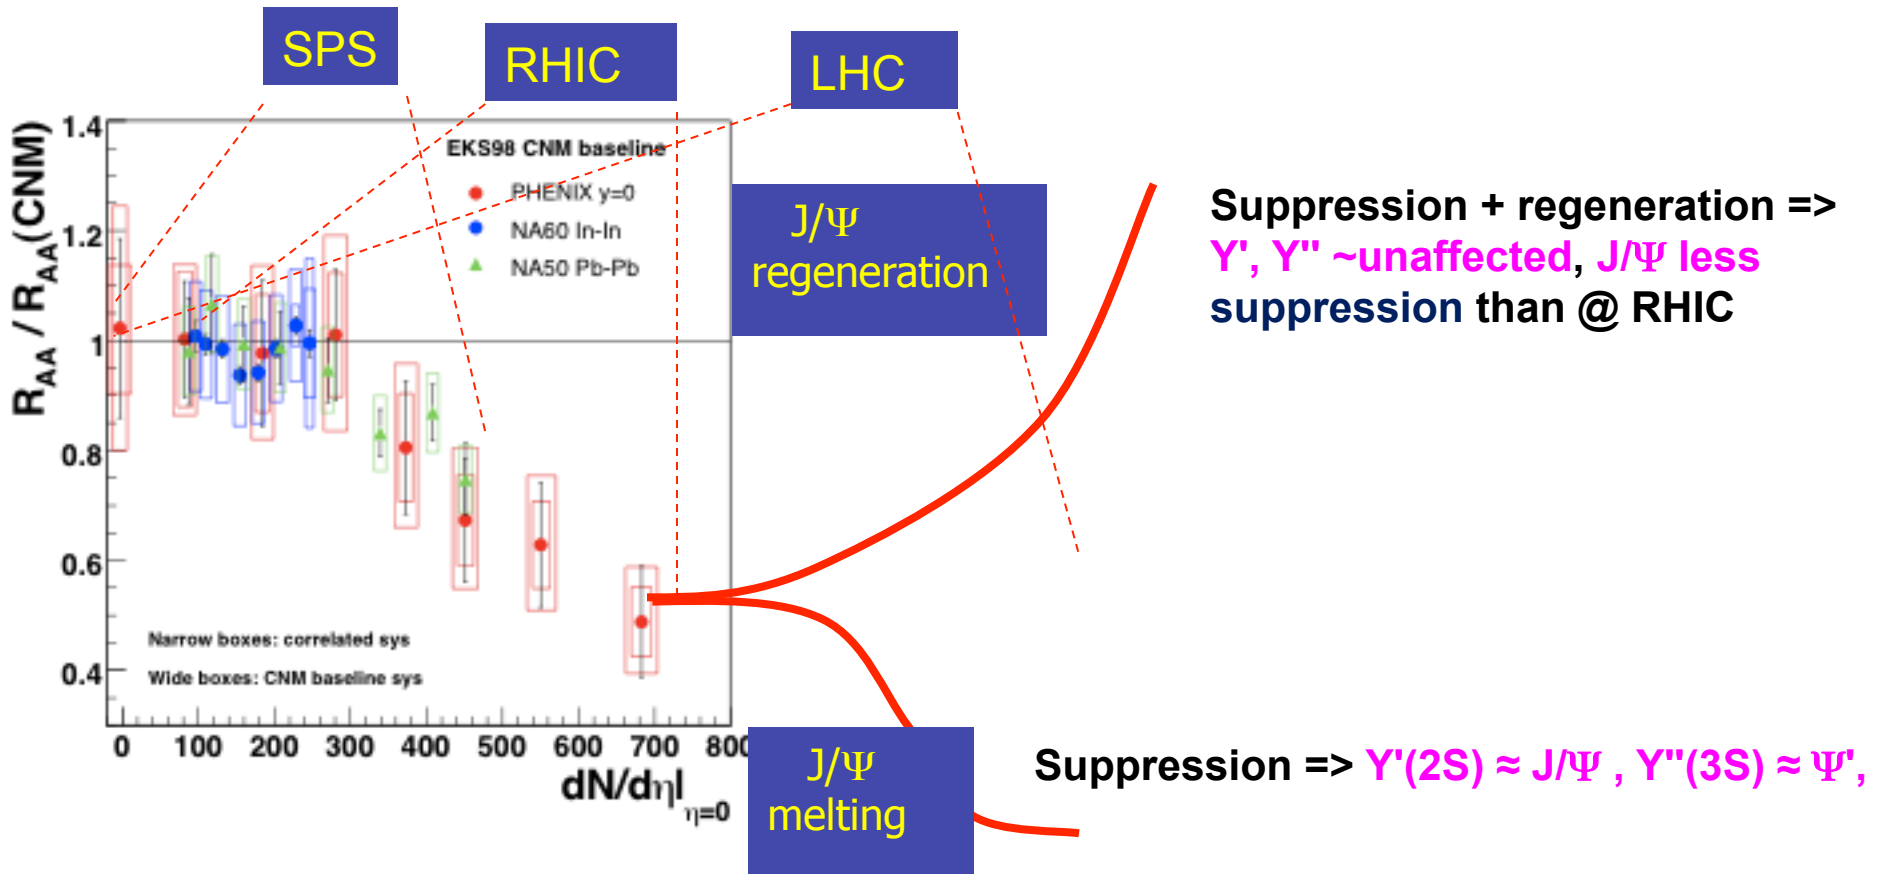 SPS
RHIC
LHC
R_AA / R_AA(CNM)
1.4
1.2
1
0.8
0.6
0.4
EKS98 CNM baseline
PHENIX y=0
NA60 In-In
NA50 Pb-Pb
Narrow boxes: correlated sys
Wide boxes: CNM baseline sys
0 100 200 300 400 500 600 700 800
dN/dη|_η=0
J/Ψ
regeneration
Suppression + regeneration =>
Y', Y" ~unaffected, J/Ψ less
suppression than @ RHIC
J/Ψ
melting
Suppression => Y'(2S) ≈ J/Ψ , Y"(3S) ≈ Ψ',